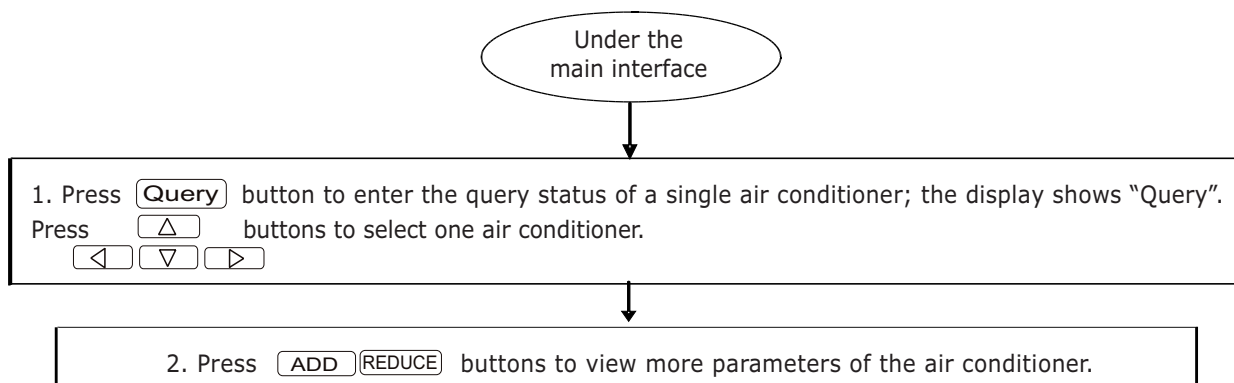 Under the
main interface
1. Press Query button to enter the query status of a single air conditioner; the display shows “Query”.
Press △ buttons to select one air conditioner.
◁ ▽ ▷
2. Press ADD REDUCE buttons to view more parameters of the air conditioner.